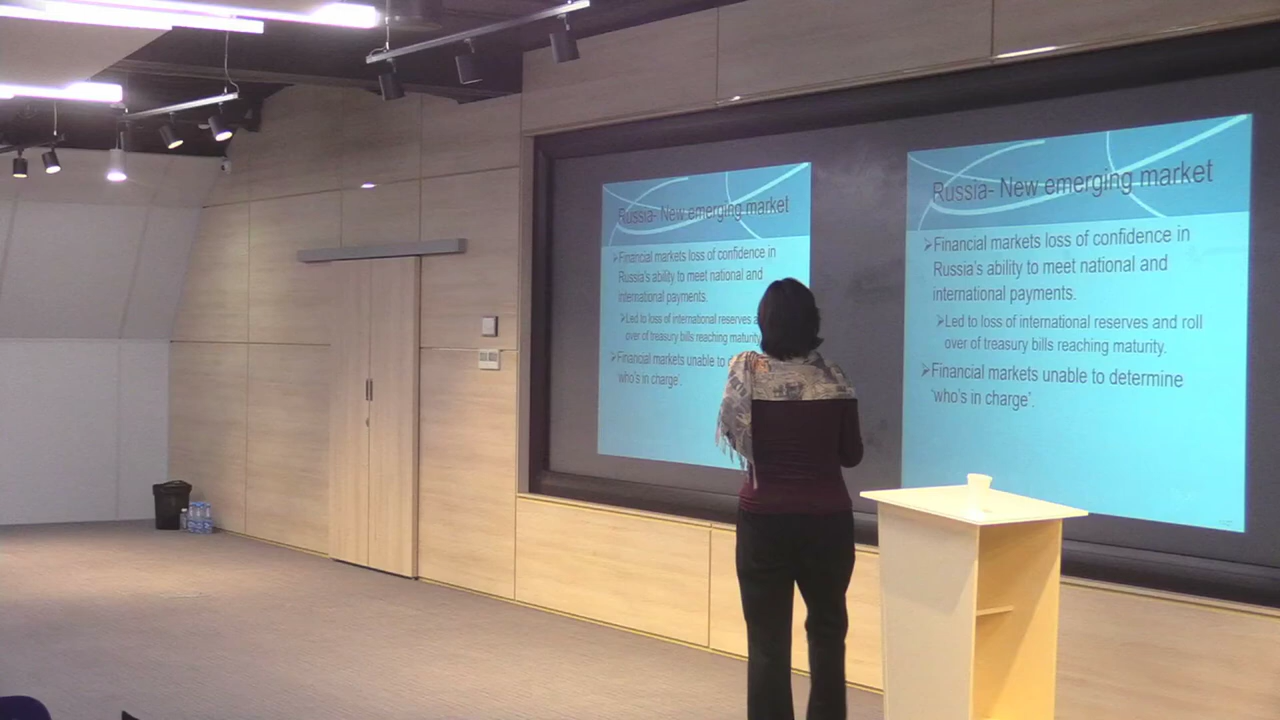 Russia- New emerging market
➢Financial markets loss of confidence in
Russia's ability to meet national and
international payments.
➢Led to loss of international reserves a
over of treasury bills reaching maturity.
➢Financial markets unable to d
'who's in charge'.
Russia- New emerging market
➢Financial markets loss of confidence in
Russia's ability to meet national and
international payments.
➢Led to loss of international reserves and roll
over of treasury bills reaching maturity.
➢Financial markets unable to determine
'who's in charge'.